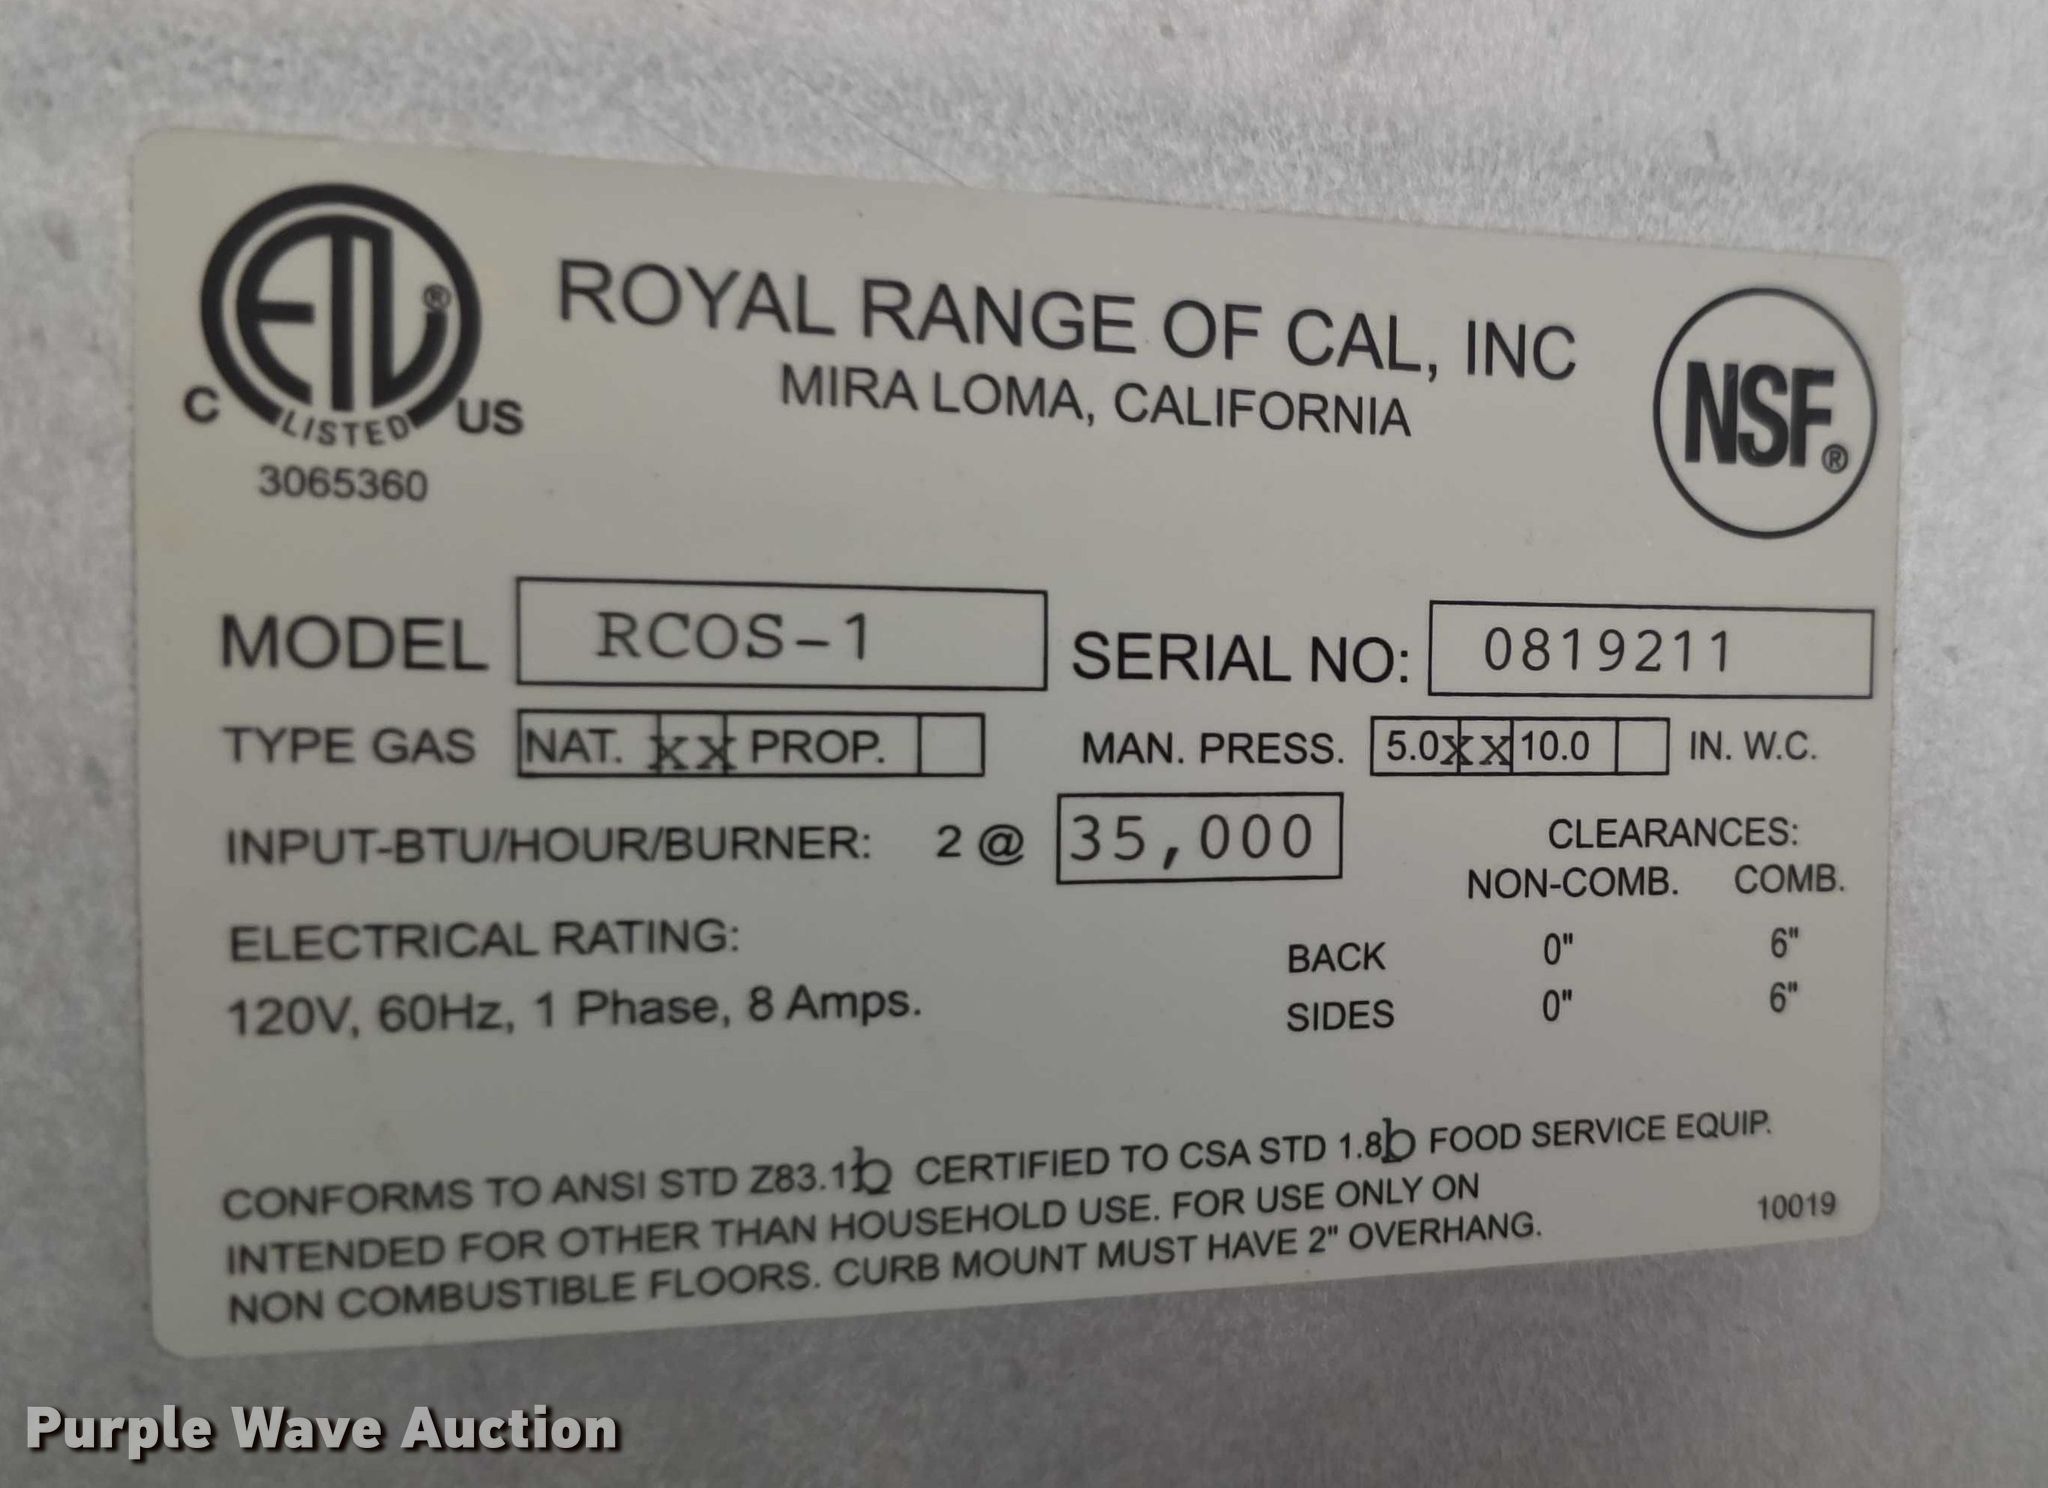 ETL®
LISTED
C US
3065360
ROYAL RANGE OF CAL, INC
MIRA LOMA, CALIFORNIA
NSF®
MODEL RCOS-1 SERIAL NO: 0819211
TYPE GAS NAT. XX PROP. MAN. PRESS. 5.0 XX 10.0 IN. W.C.
INPUT-BTU/HOUR/BURNER: 2 @ 35,000
CLEARANCES:
NON-COMB. COMB.
BACK 0" 6"
SIDES 0" 6"
ELECTRICAL RATING:
120V, 60Hz, 1 Phase, 8 Amps.
CONFORMS TO ANSI STD Z83.1b CERTIFIED TO CSA STD 1.8b FOOD SERVICE EQUIP.
INTENDED FOR OTHER THAN HOUSEHOLD USE. FOR USE ONLY ON
NON COMBUSTIBLE FLOORS. CURB MOUNT MUST HAVE 2" OVERHANG.
10019
Purple Wave Auction